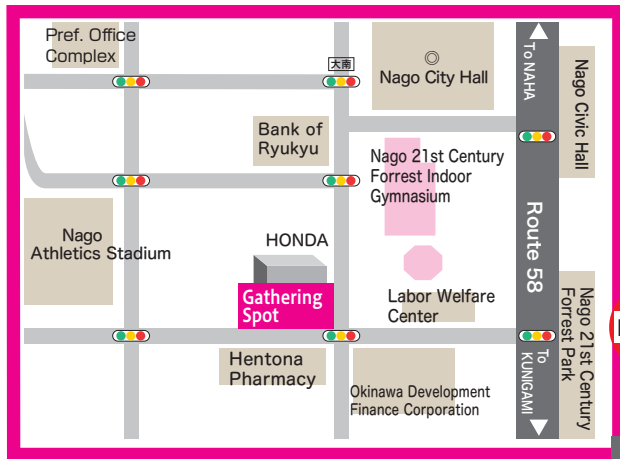 Pref. Office
Complex
大南
Nago City Hall
To NAHA
Nago Civic Hall
Bank of
Ryukyu
Nago 21st Century
Forrest Indoor
Gymnasium
Route 58
Nago
Athletics Stadium
HONDA
Gathering
Spot
Labor Welfare
Center
Nago 21st Century
Forrest Park
Hentona
Pharmacy
To
KUNIGAMI
Okinawa Development
Finance Corporation